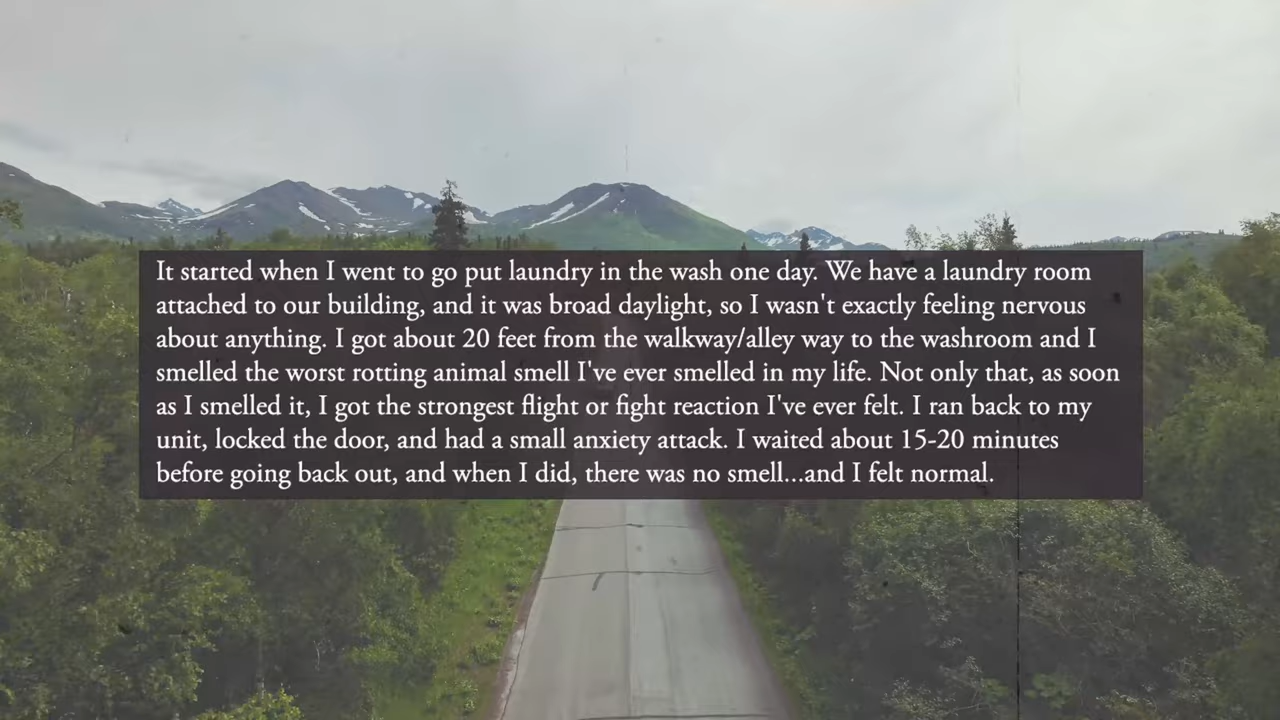 It started when I went to go put laundry in the wash one day. We have a laundry room
attached to our building, and it was broad daylight, so I wasn't exactly feeling nervous
about anything. I got about 20 feet from the walkway/alley way to the washroom and I
smelled the worst rotting animal smell I've ever smelled in my life. Not only that, as soon
as I smelled it, I got the strongest flight or fight reaction I've ever felt. I ran back to my
unit, locked the door, and had a small anxiety attack. I waited about 15-20 minutes
before going back out, and when I did, there was no smell...and I felt normal.